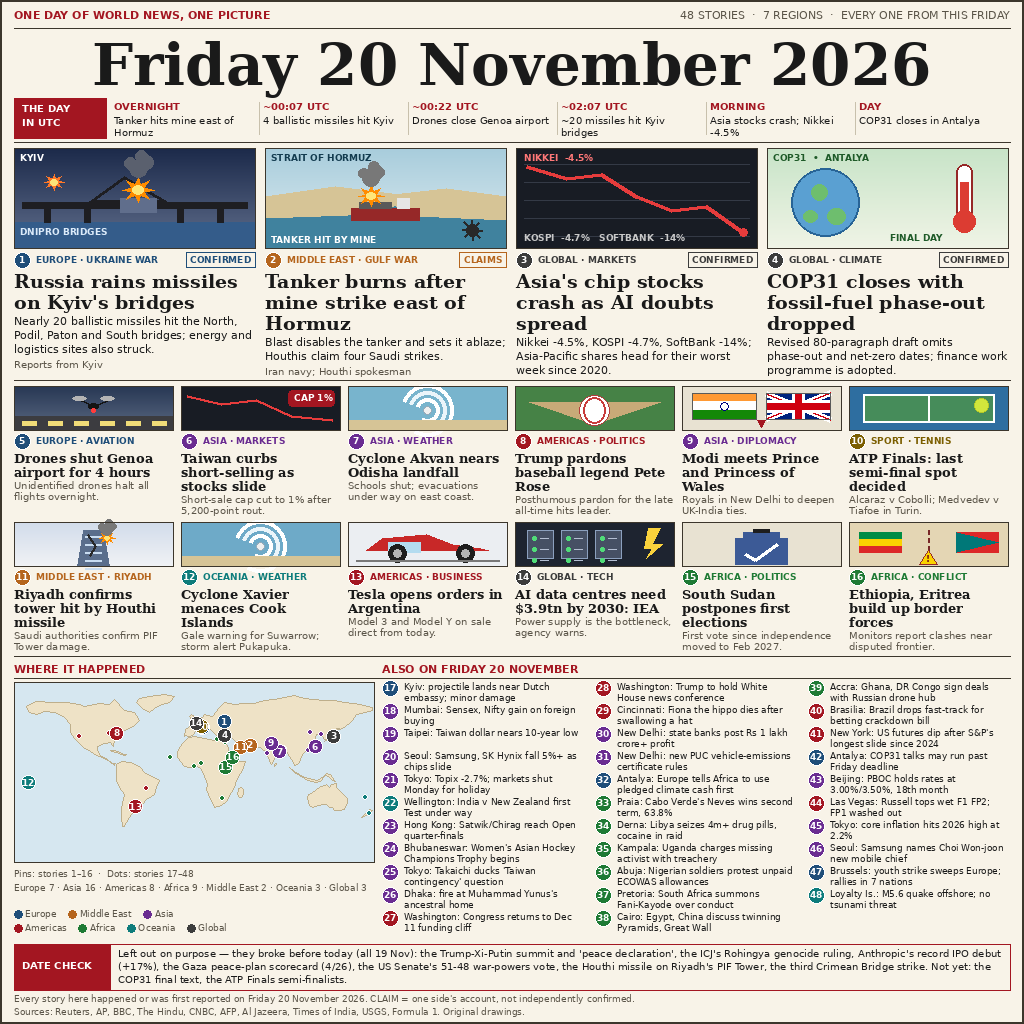 ONE DAY OF WORLD NEWS, ONE PICTURE
48 STORIES · 7 REGIONS · EVERY ONE FROM THIS FRIDAY
Friday 20 November 2026
THE DAY
IN UTC
OVERNIGHT
Tanker hits mine east of
Hormuz
~00:07 UTC
4 ballistic missiles hit Kyiv
~00:22 UTC
Drones close Genoa airport
~02:07 UTC
~20 missiles hit Kyiv
bridges
MORNING
Asia stocks crash; Nikkei
-4.5%
DAY
COP31 closes in Antalya
KYIV
DNIPRO BRIDGES
1 EUROPE · UKRAINE WAR
CONFIRMED
Russia rains missiles
on Kyiv's bridges
Nearly 20 ballistic missiles hit the North,
Podil, Paton and South bridges; energy and
logistics sites also struck.
Reports from Kyiv
STRAIT OF HORMUZ
TANKER HIT BY MINE
2 MIDDLE EAST · GULF WAR
CLAIMS
Tanker burns after
mine strike east of
Hormuz
Blast disables the tanker and sets it ablaze;
Houthis claim four Saudi strikes.
Iran navy; Houthi spokesman
NIKKEI -4.5%
KOSPI -4.7% SOFTBANK -14%
3 GLOBAL · MARKETS
CONFIRMED
Asia's chip stocks
crash as AI doubts
spread
Nikkei -4.5%, KOSPI -4.7%, SoftBank -14%;
Asia-Pacific shares head for their worst
week since 2020.
COP31 • ANTALYA
FINAL DAY
4 GLOBAL · CLIMATE
CONFIRMED
COP31 closes with
fossil-fuel phase-out
dropped
Revised 80-paragraph draft omits
phase-out and net-zero dates; finance work
programme is adopted.
5 EUROPE · AVIATION
Drones shut Genoa
airport for 4 hours
Unidentified drones halt all
flights overnight.
CAP 1%
6 ASIA · MARKETS
Taiwan curbs
short-selling as
stocks slide
Short-sale cap cut to 1% after
5,200-point rout.
7 ASIA · WEATHER
Cyclone Akvan nears
Odisha landfall
Schools shut; evacuations
under way on east coast.
8 AMERICAS · POLITICS
Trump pardons
baseball legend Pete
Rose
Posthumous pardon for the late
all-time hits leader.
9 ASIA · DIPLOMACY
Modi meets Prince
and Princess of
Wales
Royals in New Delhi to deepen
UK-India ties.
10 SPORT · TENNIS
ATP Finals: last
semi-final spot
decided
Alcaraz v Cobolli; Medvedev v
Tiafoe in Turin.
11 MIDDLE EAST · RIYADH
Riyadh confirms
tower hit by Houthi
missile
Saudi authorities confirm PIF
Tower damage.
12 OCEANIA · WEATHER
Cyclone Xavier
menaces Cook
Islands
Gale warning for Suwarrow;
storm alert Pukapuka.
13 AMERICAS · BUSINESS
Tesla opens orders in
Argentina
Model 3 and Model Y on sale
direct from today.
14 GLOBAL · TECH
AI data centres need
$3.9tn by 2030: IEA
Power supply is the bottleneck,
agency warns.
15 AFRICA · POLITICS
South Sudan
postpones first
elections
First vote since independence
moved to Feb 2027.
!
16 AFRICA · CONFLICT
Ethiopia, Eritrea
build up border
forces
Monitors report clashes near
disputed frontier.
WHERE IT HAPPENED
8
14
1
4
11
2
9
7
6
3
16
15
12
13
Pins: stories 1–16 · Dots: stories 17–48
Europe 7 · Asia 16 · Americas 8 · Africa 9 · Middle East 2 · Oceania 3 · Global 3
Europe Middle East Asia
Americas Africa Oceania Global
ALSO ON FRIDAY 20 NOVEMBER
17 Kyiv: projectile lands near Dutch
embassy; minor damage
18 Mumbai: Sensex, Nifty gain on foreign
buying
19 Taipei: Taiwan dollar nears 10-year low
20 Seoul: Samsung, SK Hynix fall 5%+ as
chips slide
21 Tokyo: Topix -2.7%; markets shut
Monday for holiday
22 Wellington: India v New Zealand first
Test under way
23 Hong Kong: Satwik/Chirag reach Open
quarter-finals
24 Bhubaneswar: Women's Asian Hockey
Champions Trophy begins
25 Tokyo: Takaichi ducks 'Taiwan
contingency' question
26 Dhaka: fire at Muhammad Yunus's
ancestral home
27 Washington: Congress returns to Dec
11 funding cliff
28 Washington: Trump to hold White
House news conference
29 Cincinnati: Fiona the hippo dies after
swallowing a hat
30 New Delhi: state banks post Rs 1 lakh
crore+ profit
31 New Delhi: new PUC vehicle-emissions
certificate rules
32 Antalya: Europe tells Africa to use
pledged climate cash first
33 Praia: Cabo Verde's Neves wins second
term, 63.8%
34 Derna: Libya seizes 4m+ drug pills,
cocaine in raid
35 Kampala: Uganda charges missing
activist with treachery
36 Abuja: Nigerian soldiers protest unpaid
ECOWAS allowances
37 Pretoria: South Africa summons
Fani-Kayode over conduct
38 Cairo: Egypt, China discuss twinning
Pyramids, Great Wall
39 Accra: Ghana, DR Congo sign deals
with Russian drone hub
40 Brasilia: Brazil drops fast-track for
betting crackdown bill
41 New York: US futures dip after S&P's
longest slide since 2024
42 Antalya: COP31 talks may run past
Friday deadline
43 Beijing: PBOC holds rates at
3.00%/3.50%, 18th month
44 Las Vegas: Russell tops wet F1 FP2;
FP1 washed out
45 Tokyo: core inflation hits 2026 high at
2.2%
46 Seoul: Samsung names Choi Won-joon
new mobile chief
47 Brussels: youth strike sweeps Europe;
rallies in 7 nations
48 Loyalty Is.: M5.6 quake offshore; no
tsunami threat
DATE CHECK
Left out on purpose — they broke before today (all 19 Nov): the Trump-Xi-Putin summit and 'peace declaration', the ICJ's Rohingya genocide ruling, Anthropic's record IPO debut
(+17%), the Gaza peace-plan scorecard (4/26), the US Senate's 51-48 war-powers vote, the Houthi missile on Riyadh's PIF Tower, the third Crimean Bridge strike. Not yet: the
COP31 final text, the ATP Finals semi-finalists.
Every story here happened or was first reported on Friday 20 November 2026. CLAIM = one side's account, not independently confirmed.
Sources: Reuters, AP, BBC, The Hindu, CNBC, AFP, Al Jazeera, Times of India, USGS, Formula 1. Original drawings.